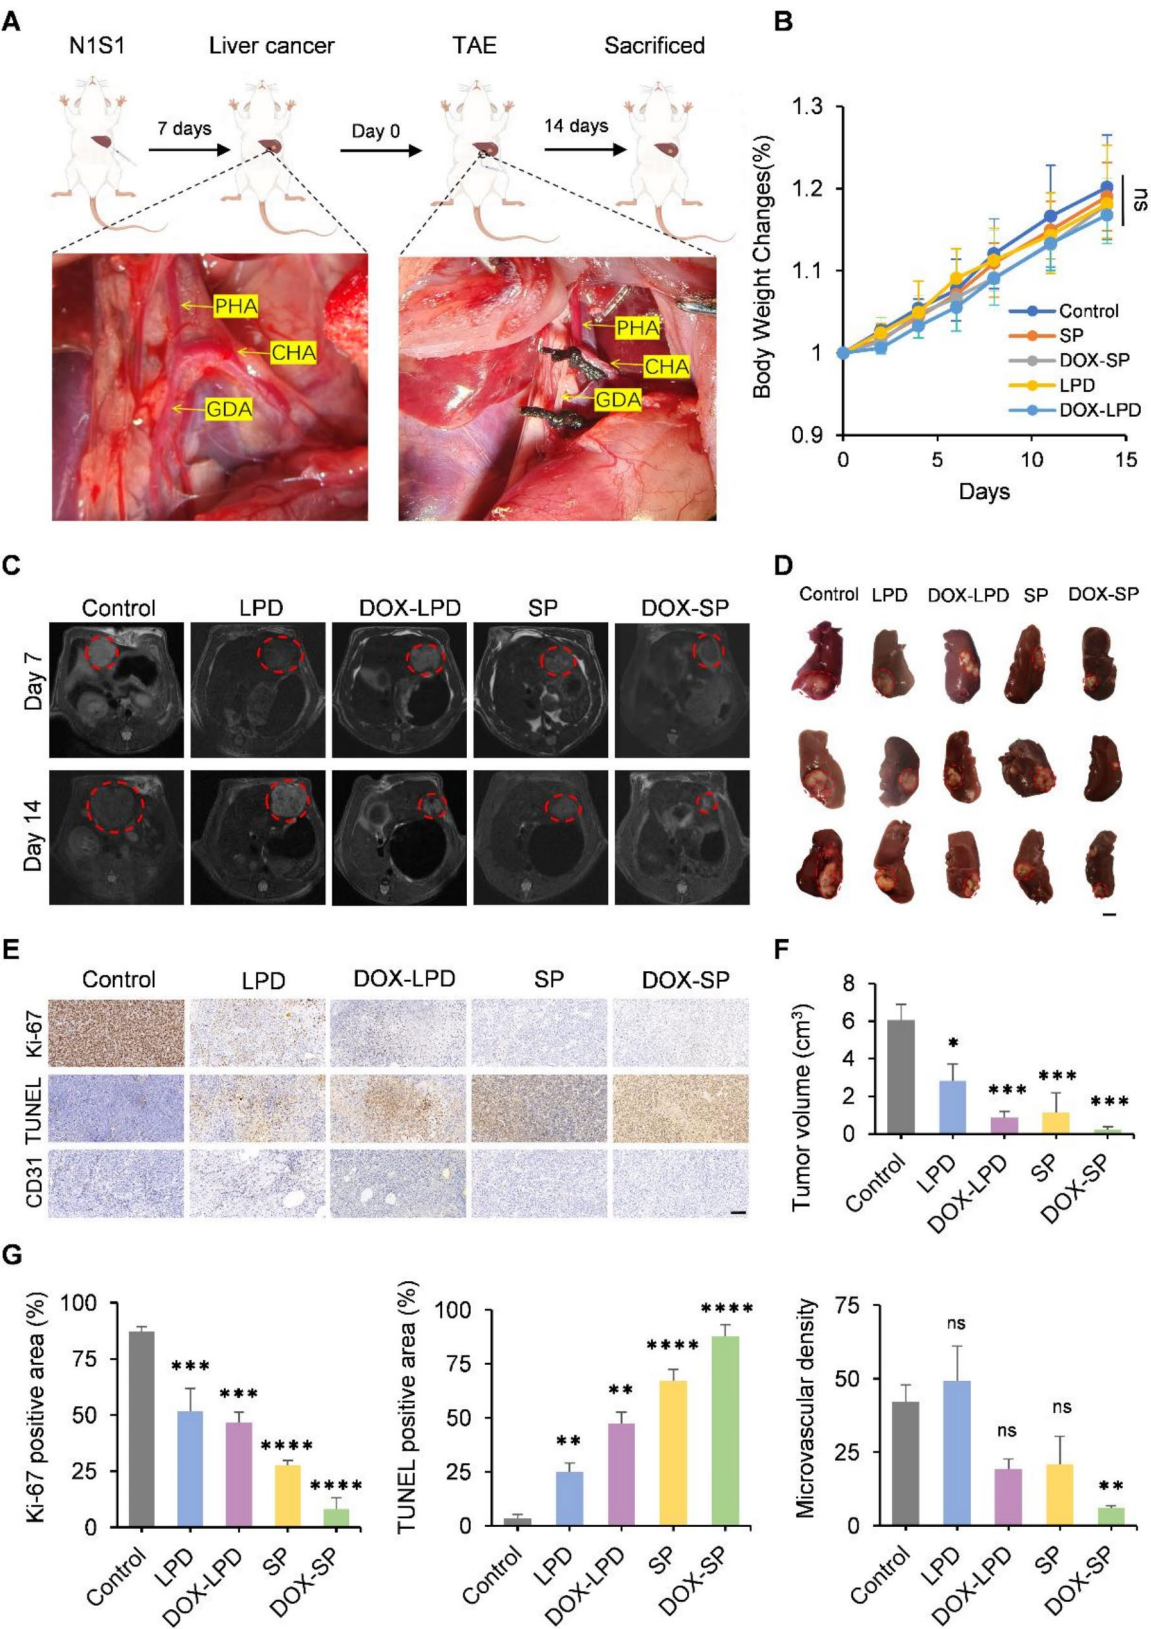 A
N1S1
Liver cancer
TAE
Sacrificed
7 days
Day 0
14 days
PHA
CHA
GDA
PHA
CHA
GDA
B
Body Weight Changes(%)
1.3
1.2
1.1
1
0.9
0 5 10 15
Days
ns
Control
SP
DOX-SP
LPD
DOX-LPD
C
Control LPD DOX-LPD SP DOX-SP
Day 7
Day 14
D
Control LPD DOX-LPD SP DOX-SP
E
Control LPD DOX-LPD SP DOX-SP
Ki-67
TUNEL
CD31
F
Tumor volume (cm³)
8
6
4
2
0
*
***
***
***
Control LPD DOX-LPD SP DOX-SP
G
Ki-67 positive area (%)
100
75
50
25
0
***
***
****
****
Control LPD DOX-LPD SP DOX-SP
TUNEL positive area (%)
100
75
50
25
0
**
**
****
****
Control LPD DOX-LPD SP DOX-SP
Microvascular density
75
50
25
0
ns
ns
ns
**
Control LPD DOX-LPD SP DOX-SP